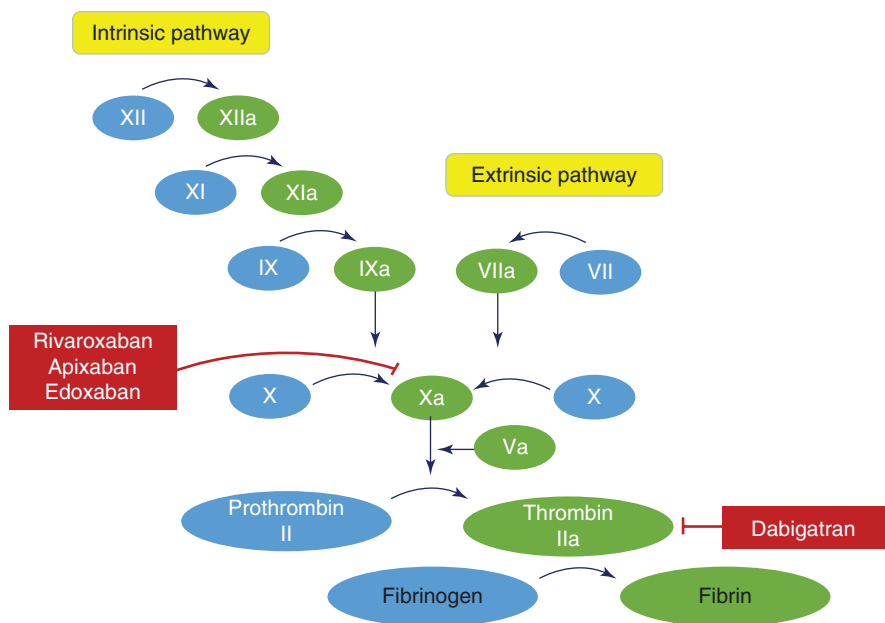 Intrinsic pathway
XII
XIIa
XI
XIa
Extrinsic pathway
IX
IXa
VIIa
VII
Rivaroxaban
Apixaban
Edoxaban
X
Xa
X
Va
Prothrombin
II
Thrombin
IIa
Dabigatran
Fibrinogen
Fibrin